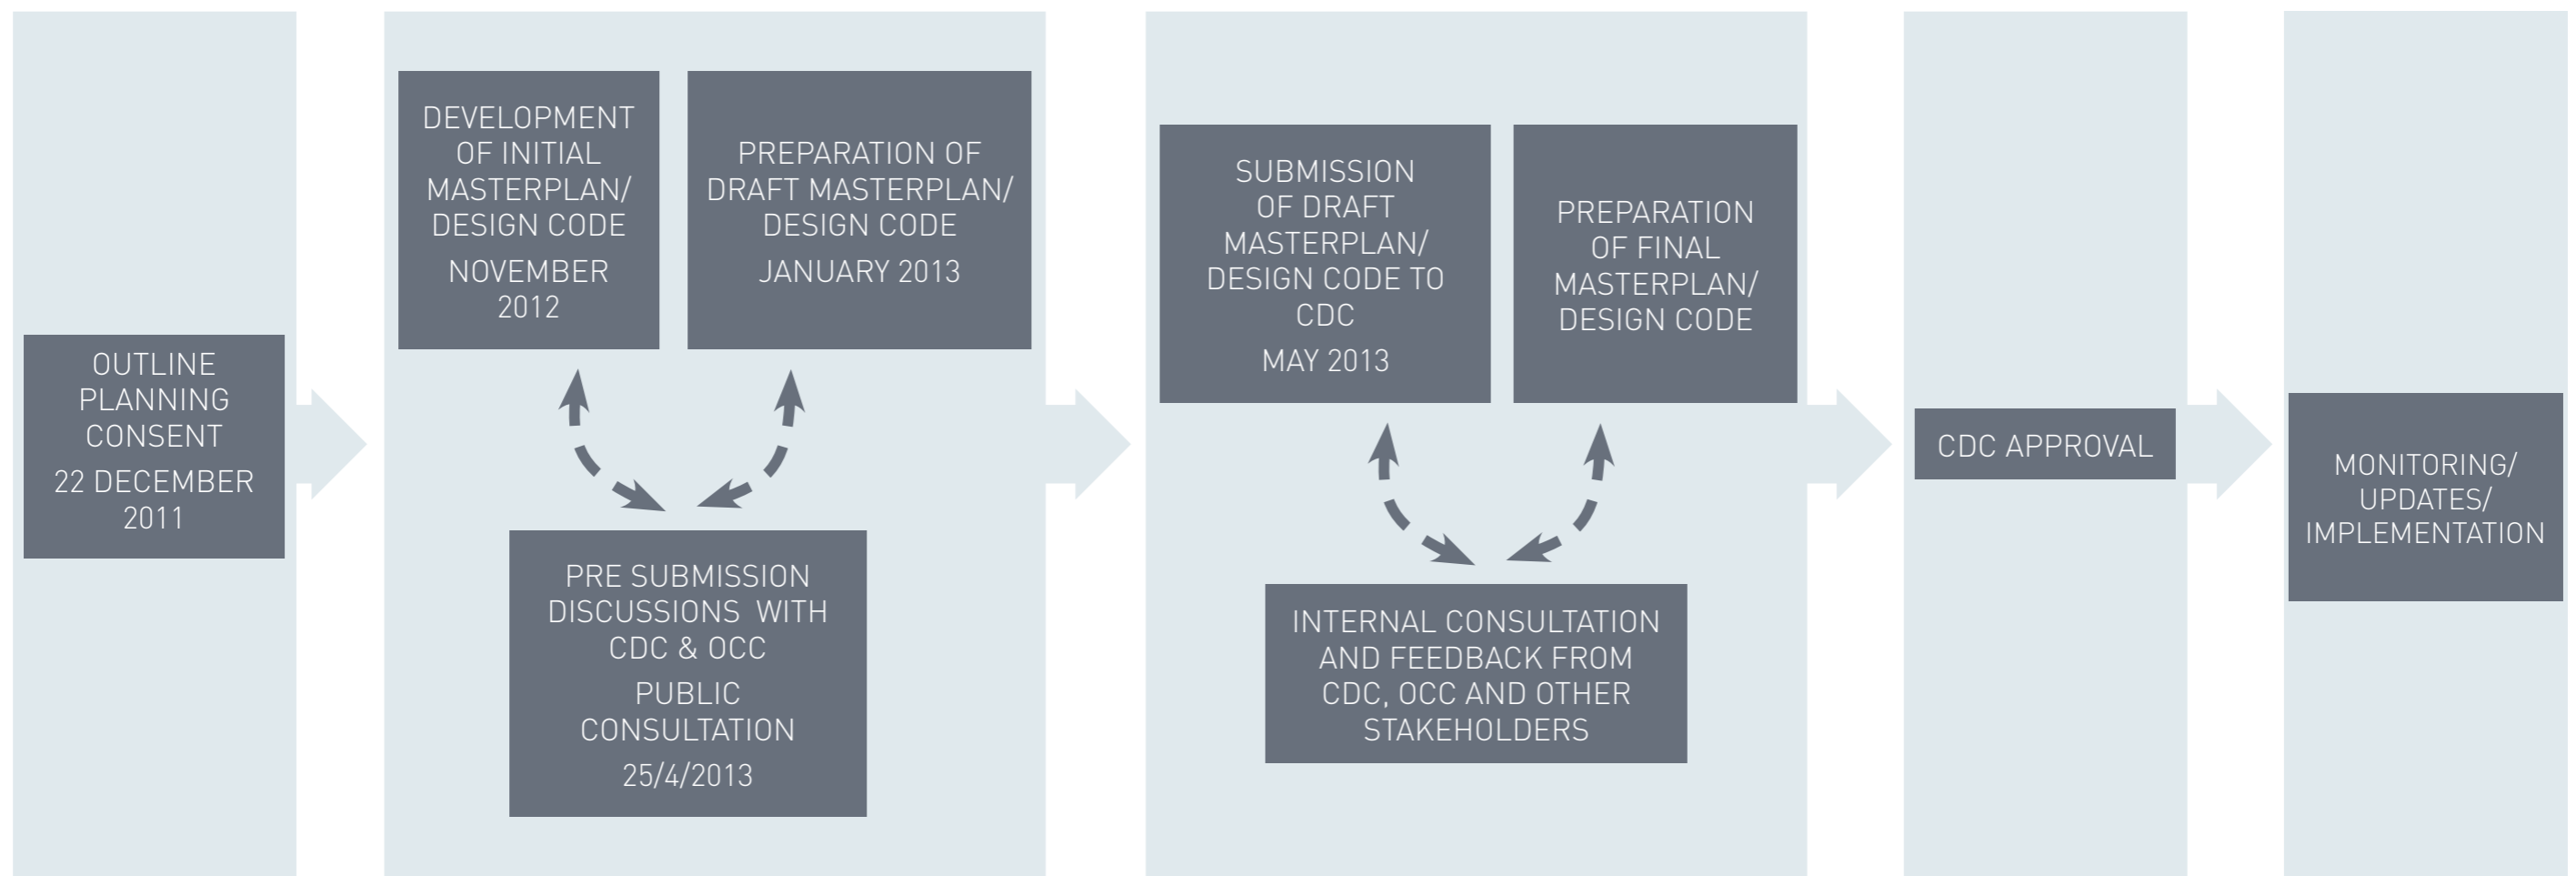 OUTLINE
PLANNING
CONSENT
22 DECEMBER
2011
DEVELOPMENT
OF INITIAL
MASTERPLAN/
DESIGN CODE
NOVEMBER
2012
PREPARATION OF
DRAFT MASTERPLAN/
DESIGN CODE
JANUARY 2013
PRE SUBMISSION
DISCUSSIONS WITH
CDC & OCC
PUBLIC
CONSULTATION
25/4/2013
SUBMISSION
OF DRAFT
MASTERPLAN/
DESIGN CODE TO
CDC
MAY 2013
PREPARATION
OF FINAL
MASTERPLAN/
DESIGN CODE
INTERNAL CONSULTATION
AND FEEDBACK FROM
CDC, OCC AND OTHER
STAKEHOLDERS
CDC APPROVAL
MONITORING/
UPDATES/
IMPLEMENTATION